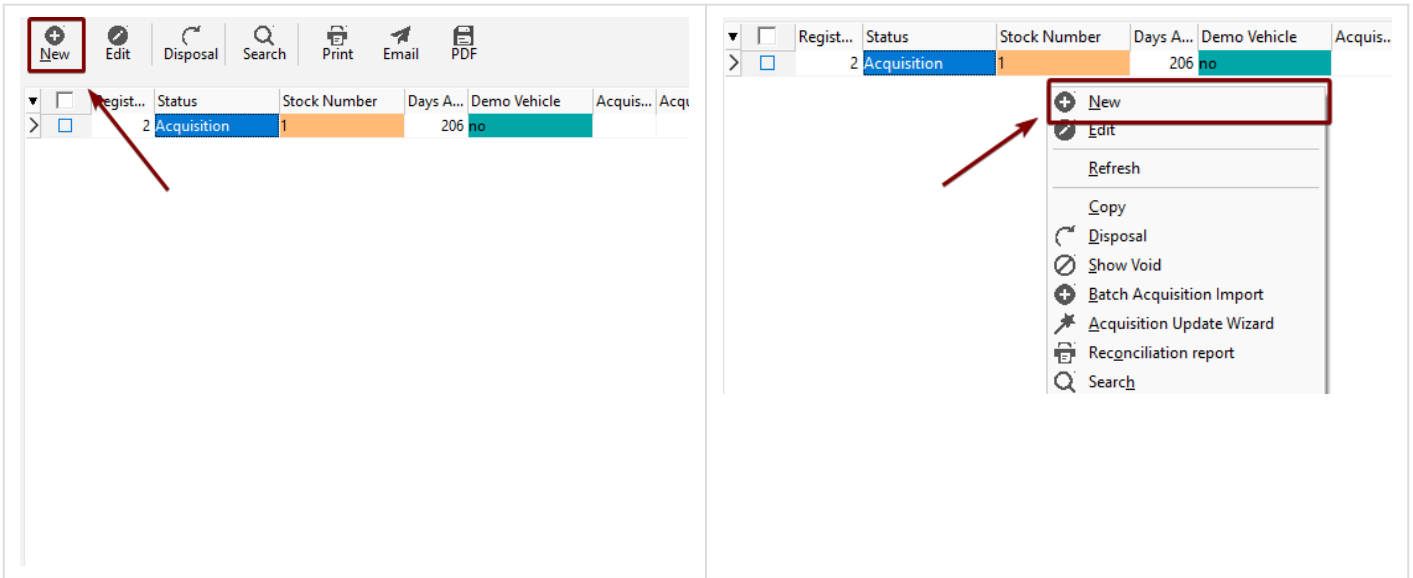 New Edit Disposal Search Print Email PDF
Regist... Status Stock Number Days A... Demo Vehicle Acquis...
2 Acquisition 1 206 no
Regist... Status Stock Number Days A... Demo Vehicle Acquis..
2 Acquisition 1 206 no
New
Edit
Refresh
Copy
Disposal
Show Void
Batch Acquisition Import
Acquisition Update Wizard
Reconciliation report
Search